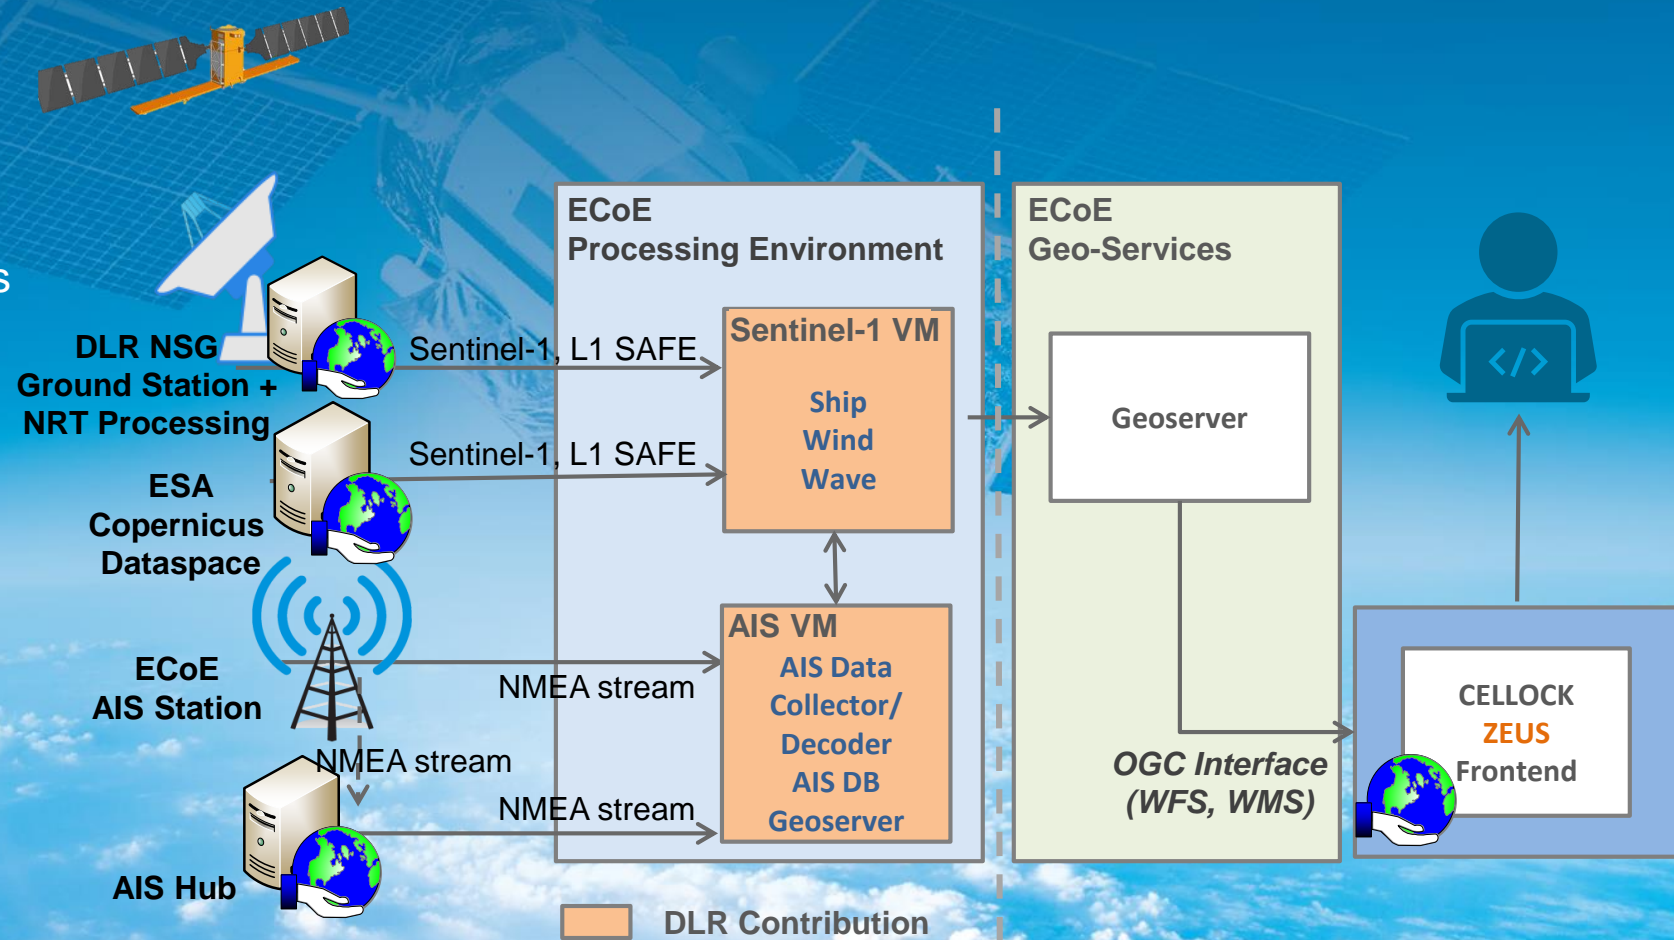 s
DLR NSG
Ground Station +
NRT Processing
ESA
Copernicus
Dataspace
ECoE
AIS Station
AIS Hub
Sentinel-1, L1 SAFE
Sentinel-1, L1 SAFE
NMEA stream
NMEA stream
NMEA stream
ECoE
Processing Environment
Sentinel-1 VM
Ship
Wind
Wave
AIS VM
AIS Data
Collector/
Decoder
AIS DB
Geoserver
ECoE
Geo-Services
Geoserver
OGC Interface
(WFS, WMS)
</>
CELLOCK
ZEUS
Frontend
DLR Contribution